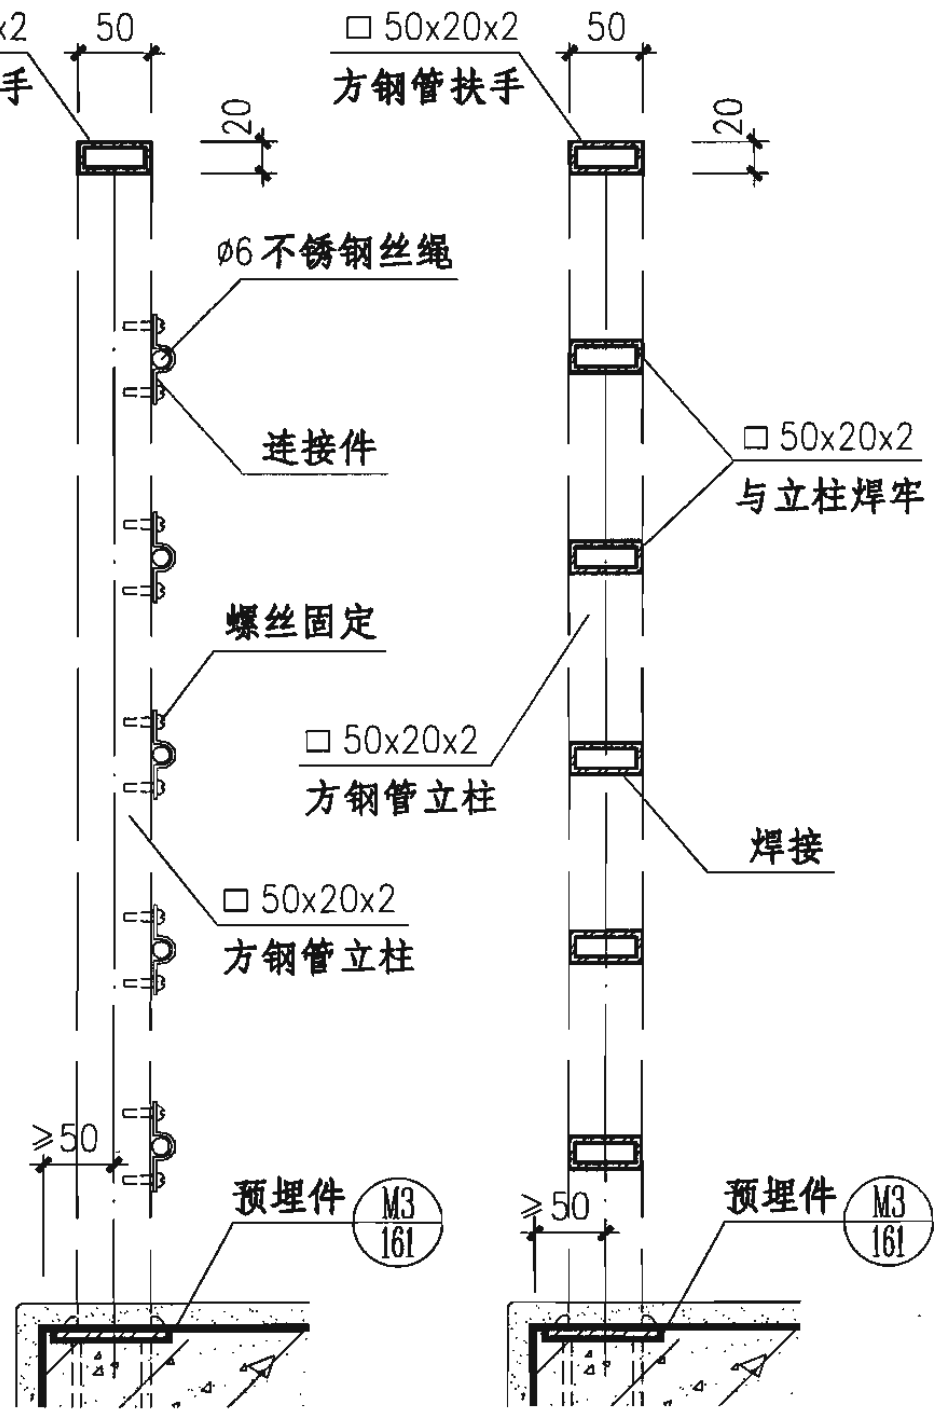 x2
50
手
20
ø6 不锈钢丝绳
连接件
螺丝固定
□ 50x20x2
方钢管立柱
≥50
预埋件
M3
161
□ 50x20x2
50
方钢管扶手
20
□ 50x20x2
与立柱焊牢
□ 50x20x2
方钢管立柱
焊接
≥50
预埋件
M3
161